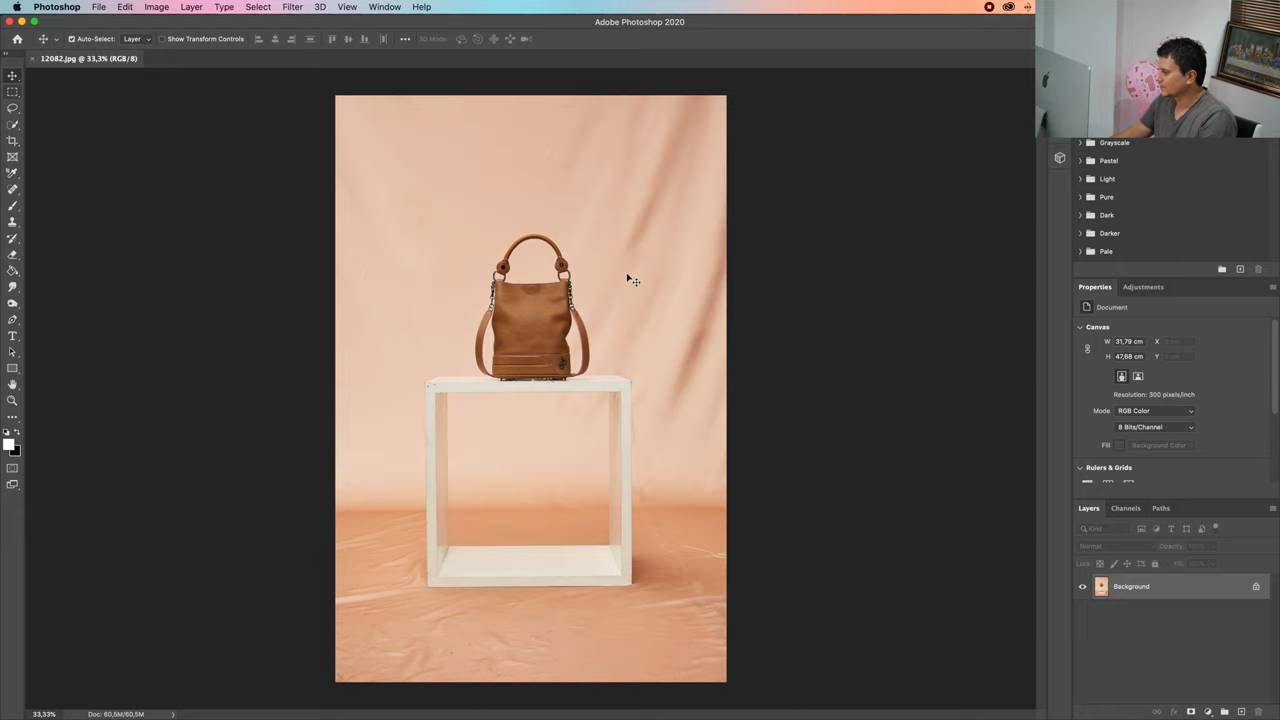 Photoshop File Edit Image Layer Type Select Filter 3D View Window Help
Adobe Photoshop 2020
Auto-Select: Layer Show Transform Controls 3D Mode:
12082.jpg @ 33,3% (RGB/8)
Grayscale
Pastel
Light
Pure
Dark
Darker
Pale
Properties Adjustments
Document
Canvas
W 31,79 cm X
H 47,68 cm Y
Resolution: 300 pixels/inch
Mode RGB Color
8 Bits/Channel
Fill Background Color
Rulers & Grids
Layers Channels Paths
Kind
Normal Opacity: 100%
Lock: Fill: 100%
Background
33,33% Doc: 60,5M/60,5M